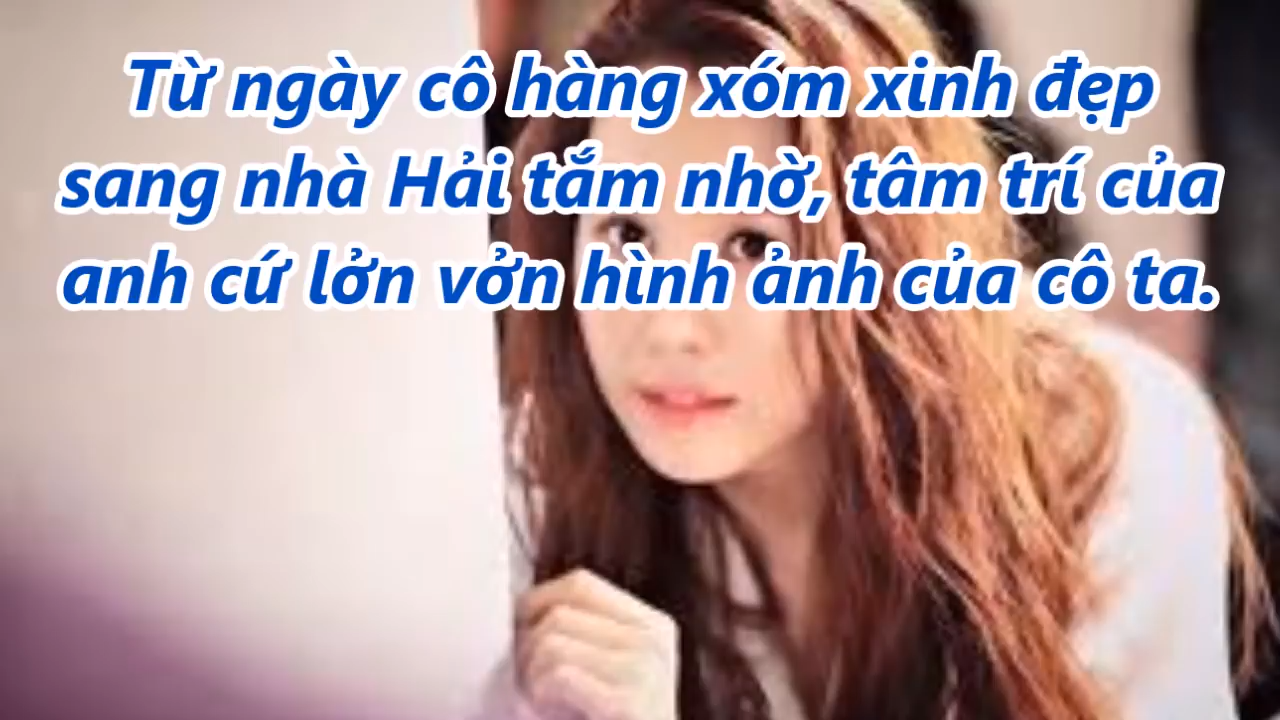 Từ ngày cô hàng xóm xinh đẹp
sang nhà Hải tắm nhờ, tâm trí của
anh cứ lởn vởn hình ảnh của cô ta.